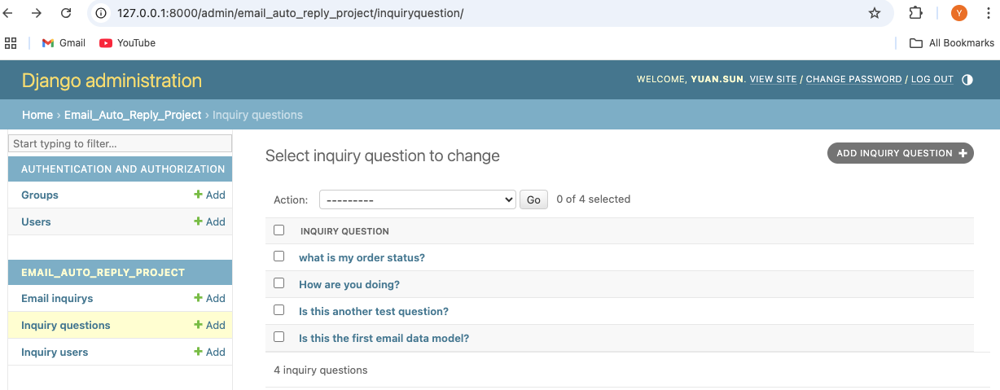 127.0.0.1:8000/admin/email_auto_reply_project/inquiryquestion/
Y
Gmail YouTube All Bookmarks
Django administration
WELCOME, YUAN.SUN. VIEW SITE / CHANGE PASSWORD / LOG OUT
Home › Email_Auto_Reply_Project › Inquiry questions
Start typing to filter...
AUTHENTICATION AND AUTHORIZATION
Groups + Add
Users + Add
EMAIL_AUTO_REPLY_PROJECT
Email inquirys + Add
Inquiry questions + Add
Inquiry users + Add
Select inquiry question to change
ADD INQUIRY QUESTION +
Action: --------- Go 0 of 4 selected
INQUIRY QUESTION
what is my order status?
How are you doing?
Is this another test question?
Is this the first email data model?
4 inquiry questions